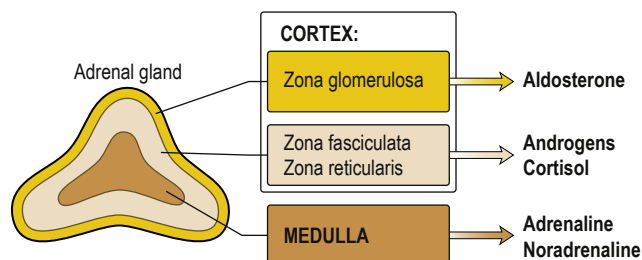 Adrenal gland
CORTEX:
Zona glomerulosa
Aldosterone
Zona fasciculata
Zona reticularis
Androgens
Cortisol
MEDULLA
Adrenaline
Noradrenaline